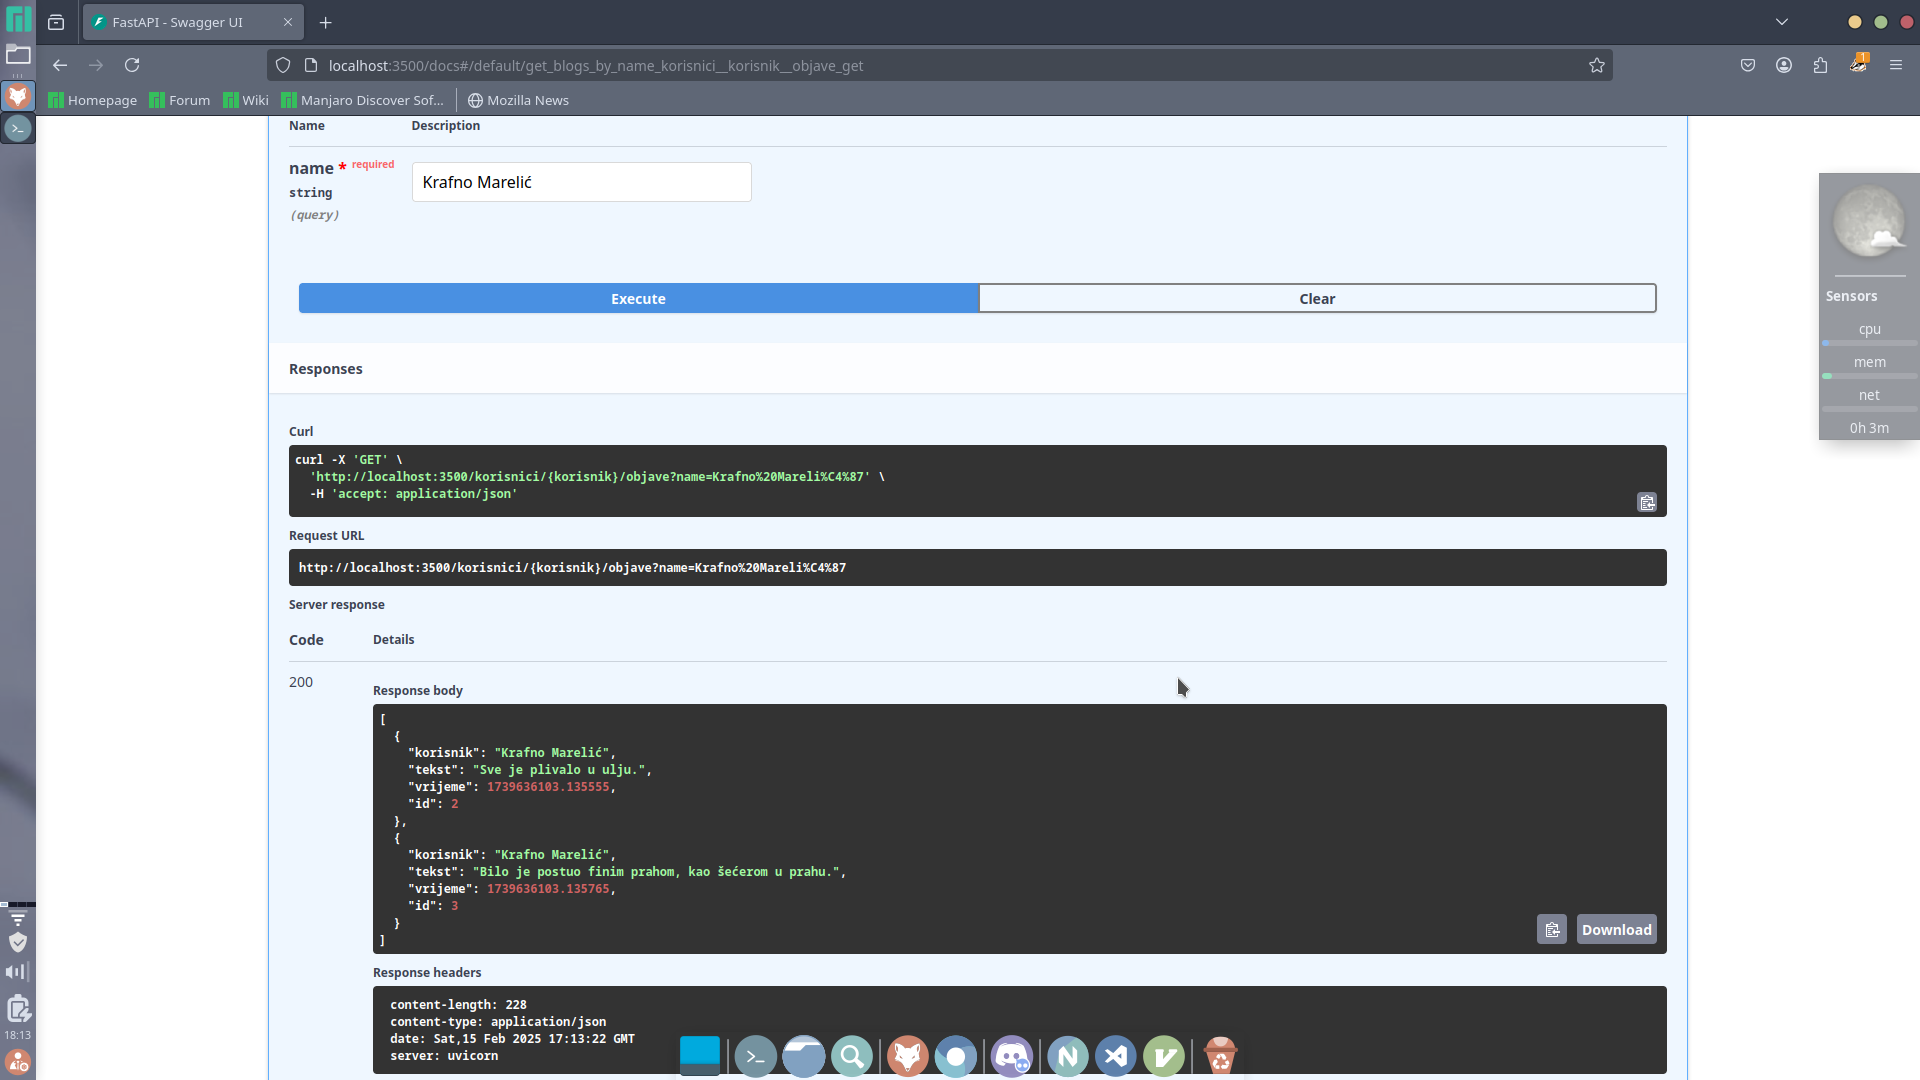 FastAPI - Swagger UI
localhost:3500/docs#/default/get_blogs_by_name_korisnici__korisnik__objave_get
Homepage Forum Wiki Manjaro Discover Sof... Mozilla News
Name Description
name * required
string
(query)
Krafno Marelić
Execute Clear
Responses
Curl
curl -X 'GET' \
'http://localhost:3500/korisnici/{korisnik}/objave?name=Krafno%20Mareli%C4%87' \
-H 'accept: application/json'
Request URL
http://localhost:3500/korisnici/{korisnik}/objave?name=Krafno%20Mareli%C4%87
Server response
Code Details
200
Response body
[
{
"korisnik": "Krafno Marelić",
"tekst": "Sve je plivalo u ulju.",
"vrijeme": 1739636103.135555,
"id": 2
},
{
"korisnik": "Krafno Marelić",
"tekst": "Bilo je postuo finim prahom, kao šećerom u prahu.",
"vrijeme": 1739636103.135765,
"id": 3
}
]
Download
Response headers
content-length: 228
content-type: application/json
date: Sat,15 Feb 2025 17:13:22 GMT
server: uvicorn
Sensors
cpu
mem
net
0h 3m
18:13
1